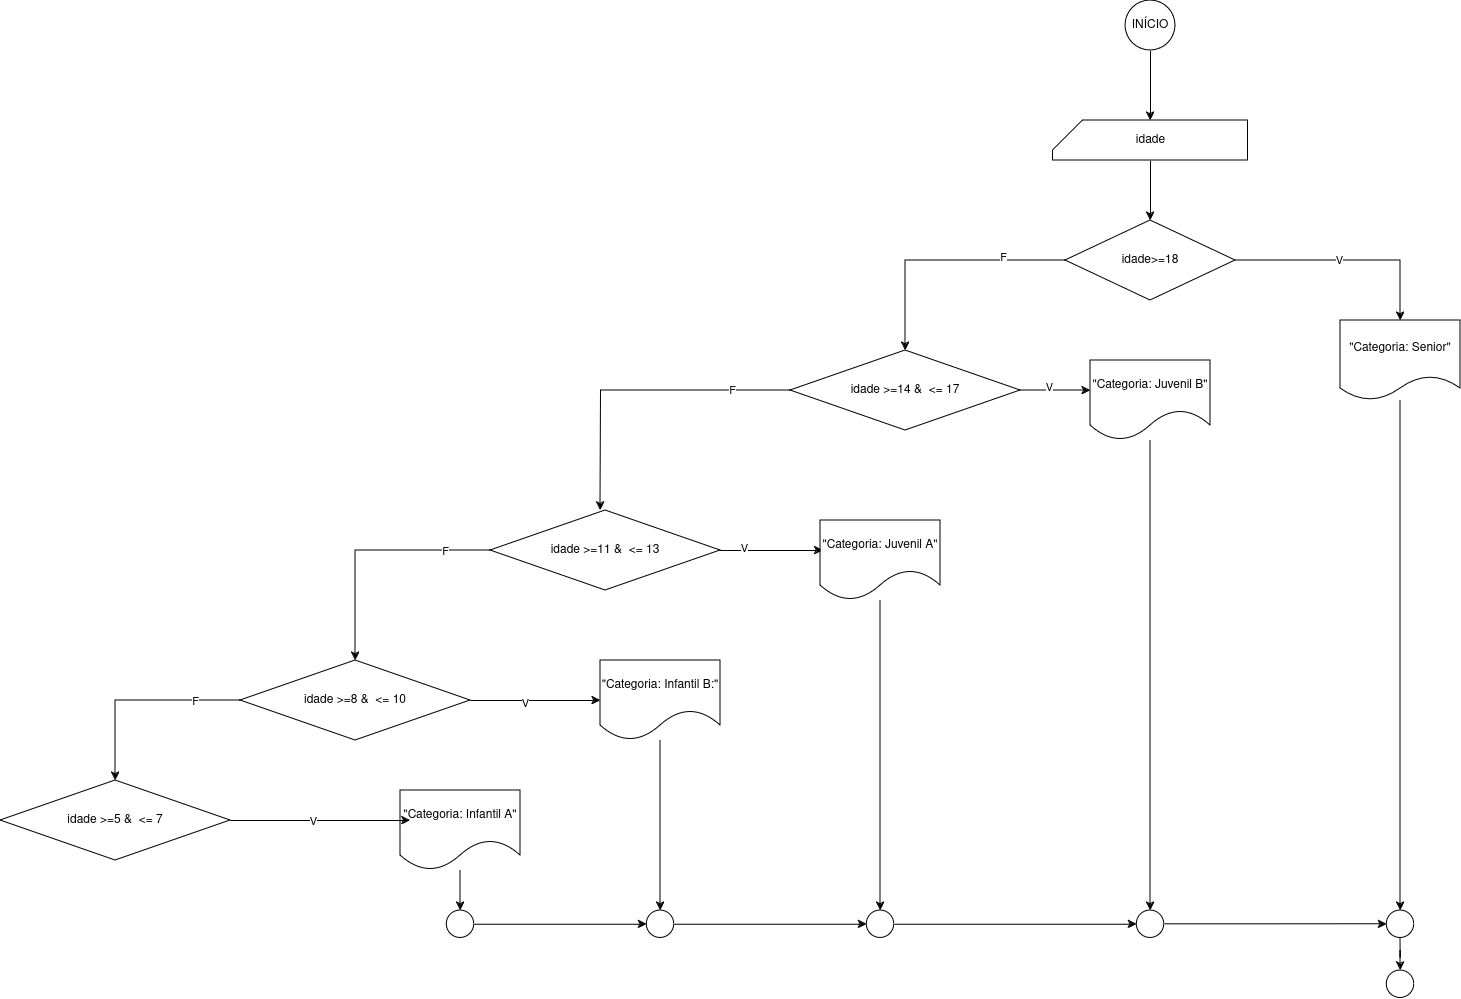 INÍCIO
idade
idade>=18
F
V
"Categoria: Senior"
idade >=14 &  <= 17
F
V
"Categoria: Juvenil B"
idade >=11 &  <= 13
F
V
"Categoria: Juvenil A"
idade >=8 &  <= 10
F
V
"Categoria: Infantil B:"
idade >=5 &  <= 7
V
"Categoria: Infantil A"